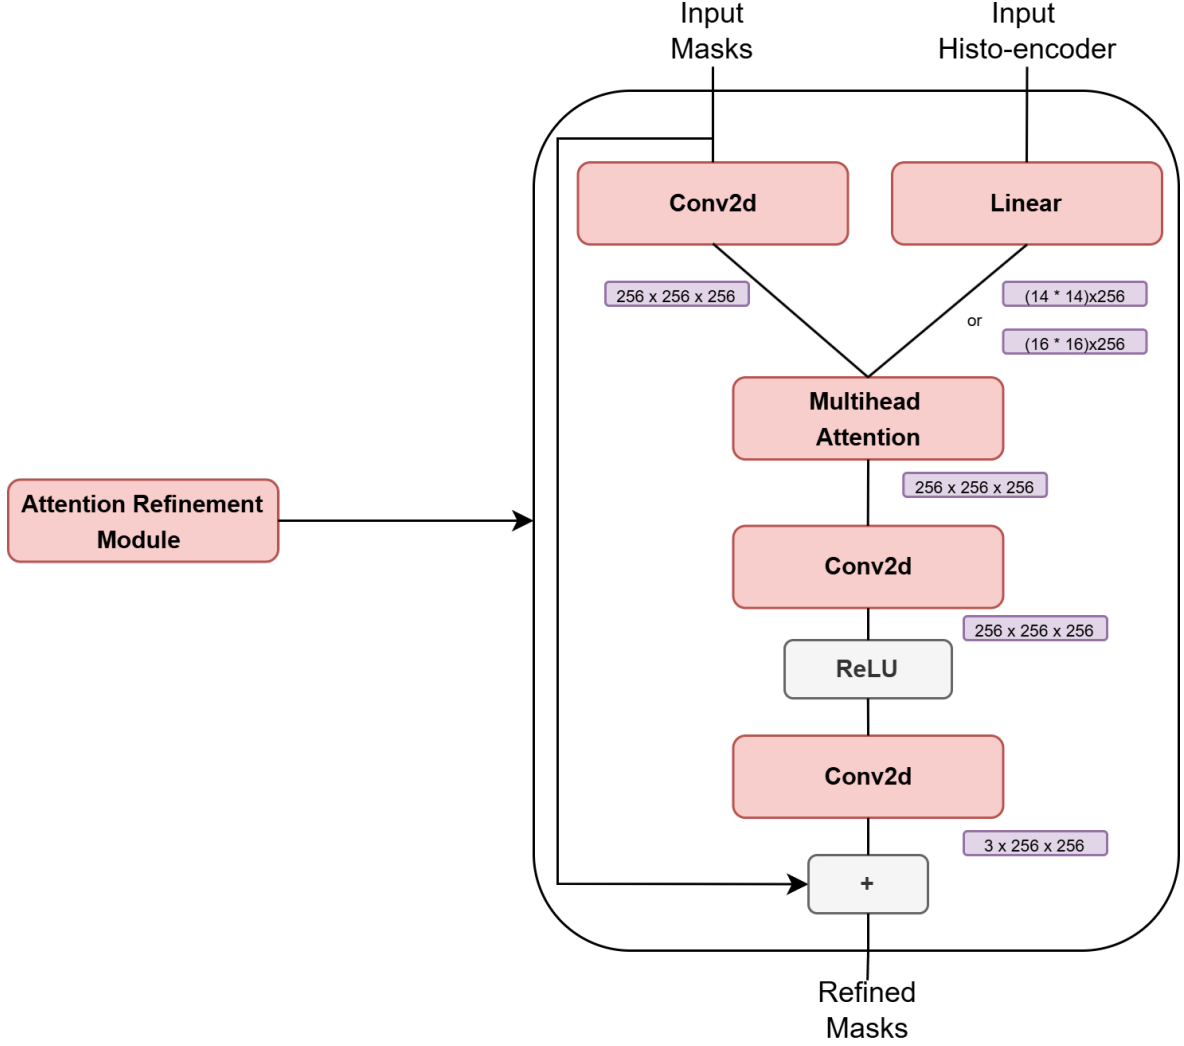 Input
Masks
Input
Histo-encoder
Conv2d
Linear
256 x 256 x 256
(14 * 14)x256
or
(16 * 16)x256
Multihead
Attention
256 x 256 x 256
Attention Refinement
Module
Conv2d
256 x 256 x 256
ReLU
Conv2d
3 x 256 x 256
+
Refined
Masks